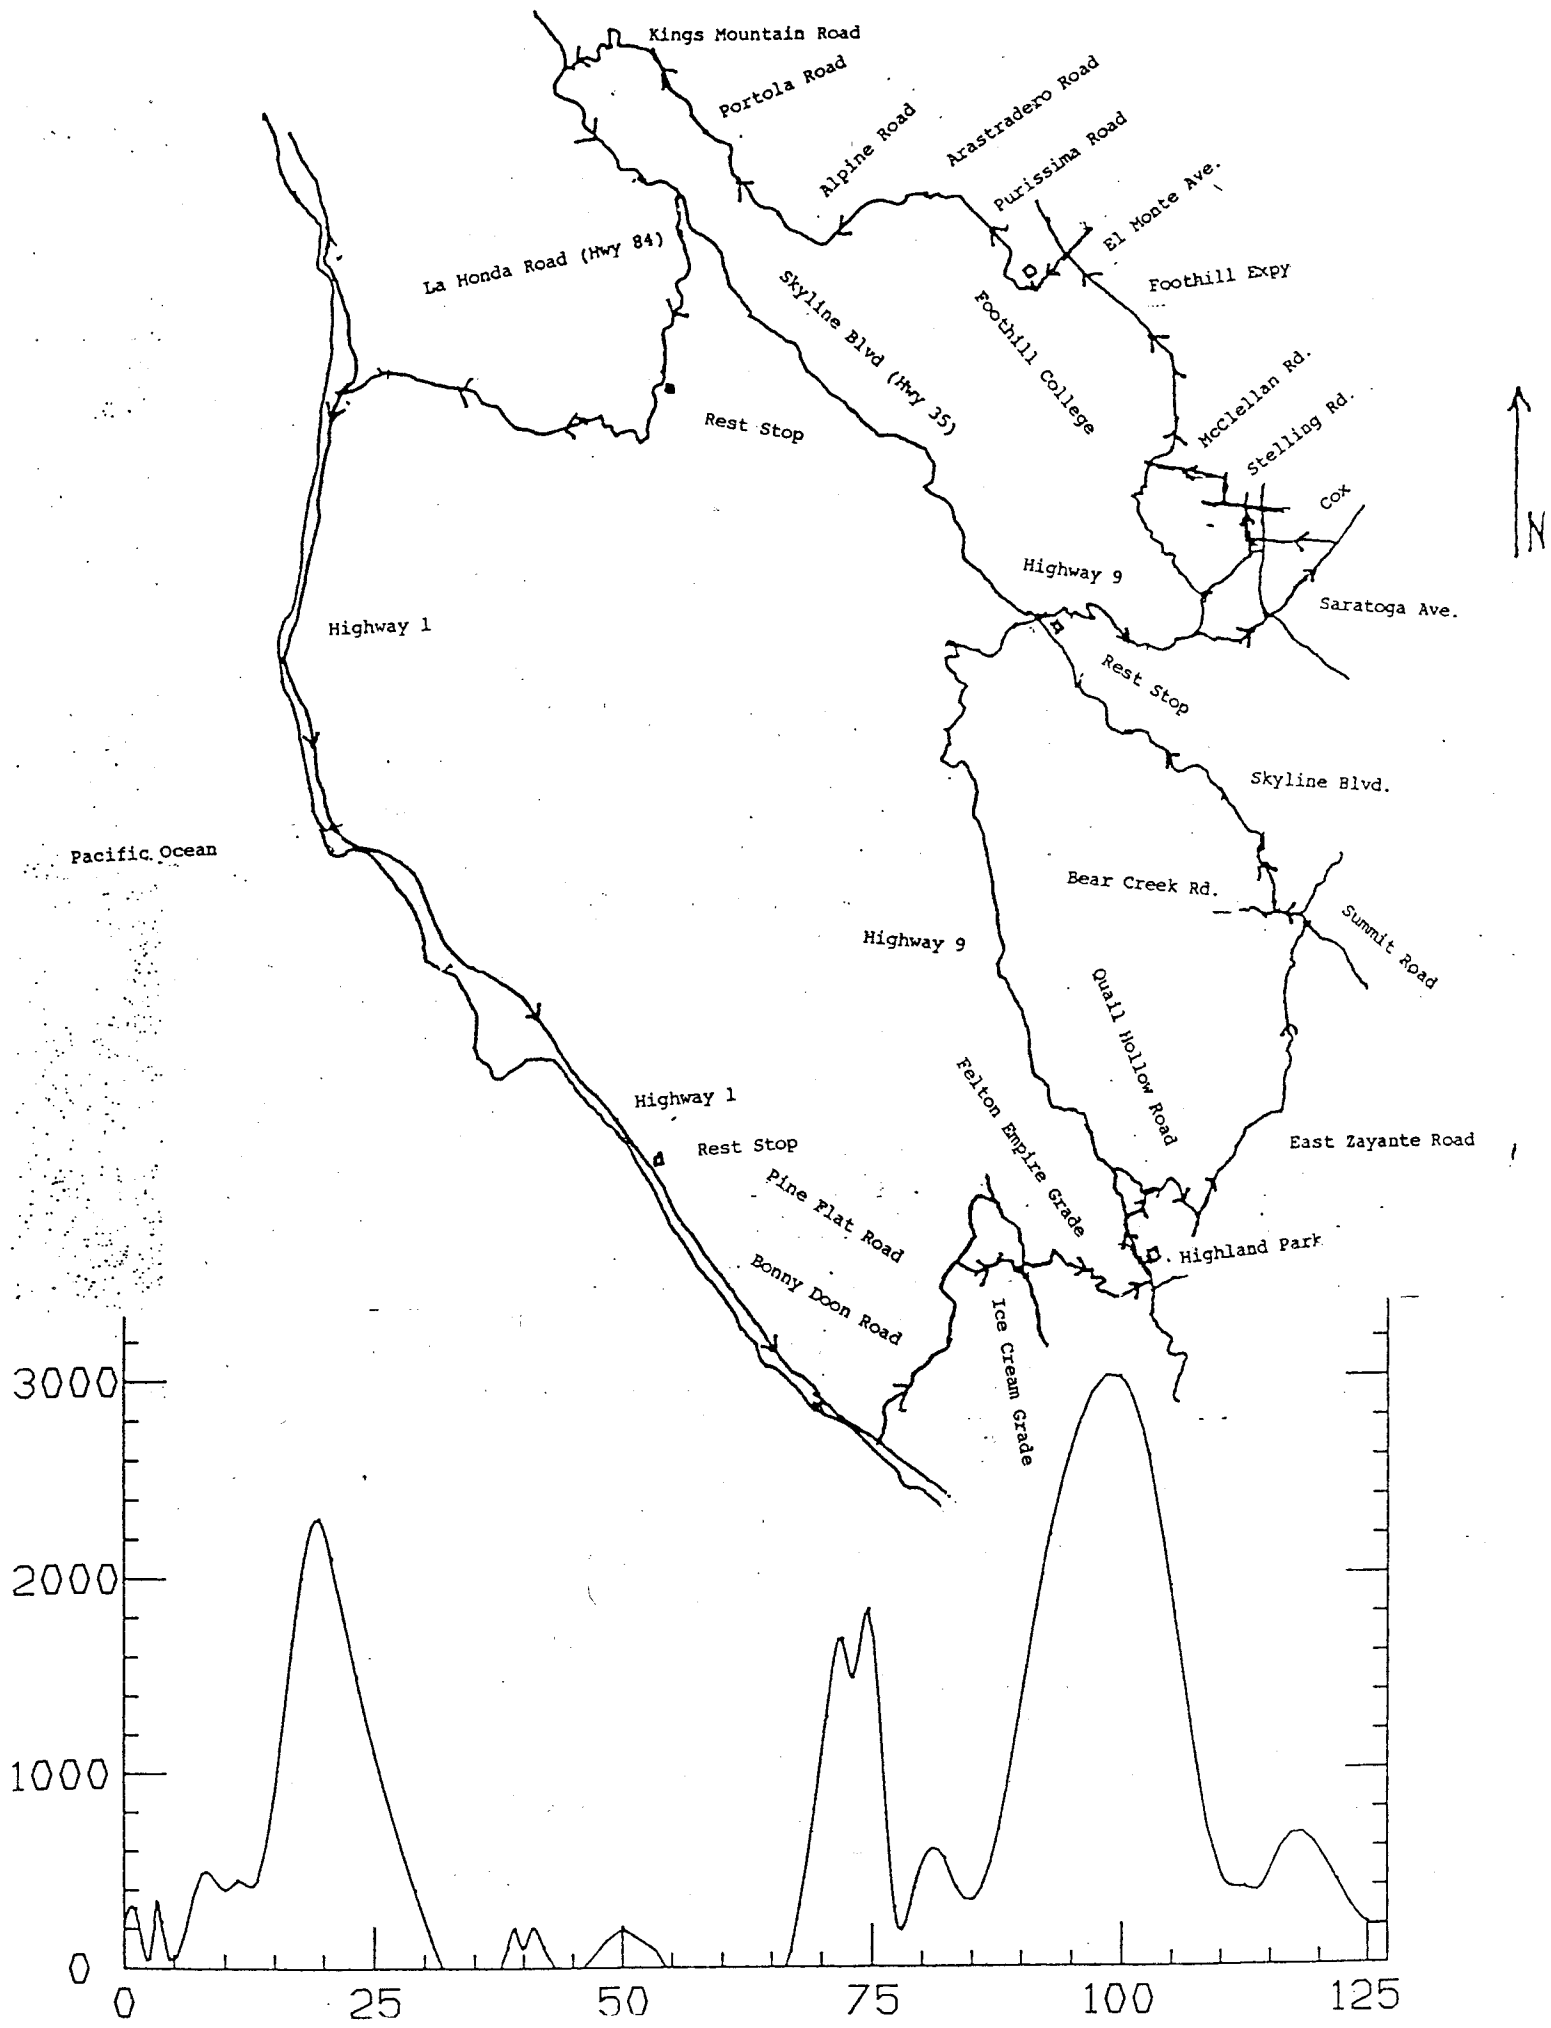 Kings Mountain Road
Portola Road
Alpine Road
Arastradero Road
Purissima Road
El Monte Ave.
La Honda Road (Hwy 84)
Skyline Blvd (Hwy 35)
Foothill College
Foothill Expy
McClellan Rd.
Stelling Rd.
Rest Stop
Cox
N
Highway 9
Saratoga Ave.
Highway 1
Rest Stop
Skyline Blvd.
Pacific Ocean
Bear Creek Rd.
Summit Road
Highway 9
Quail Hollow Road
Felton Empire Grade
Highway 1
Rest Stop
East Zayante Road
Pine Flat Road
Bonny Doon Road
Highland Park
Ice Cream Grade
3000
2000
1000
0
0 25 50 75 100 125